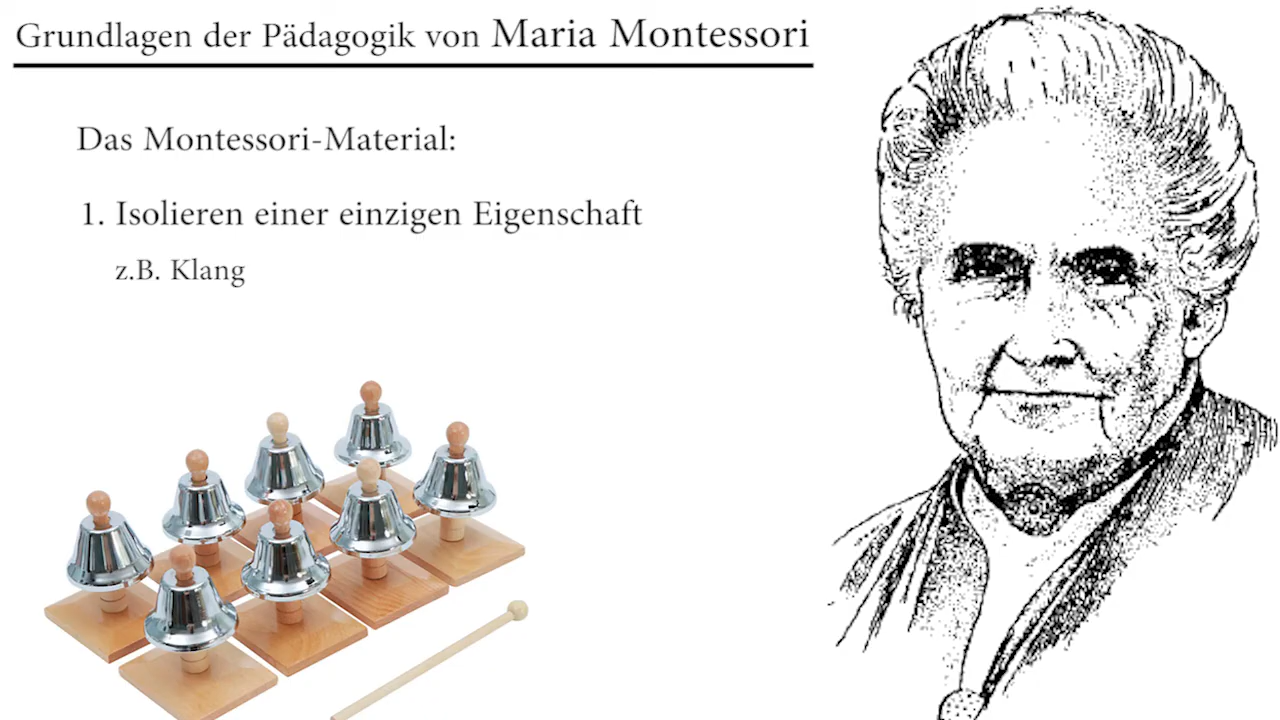 Grundlagen der Pädagogik von Maria Montessori
Das Montessori-Material:
1. Isolieren einer einzigen Eigenschaft
z.B. Klang